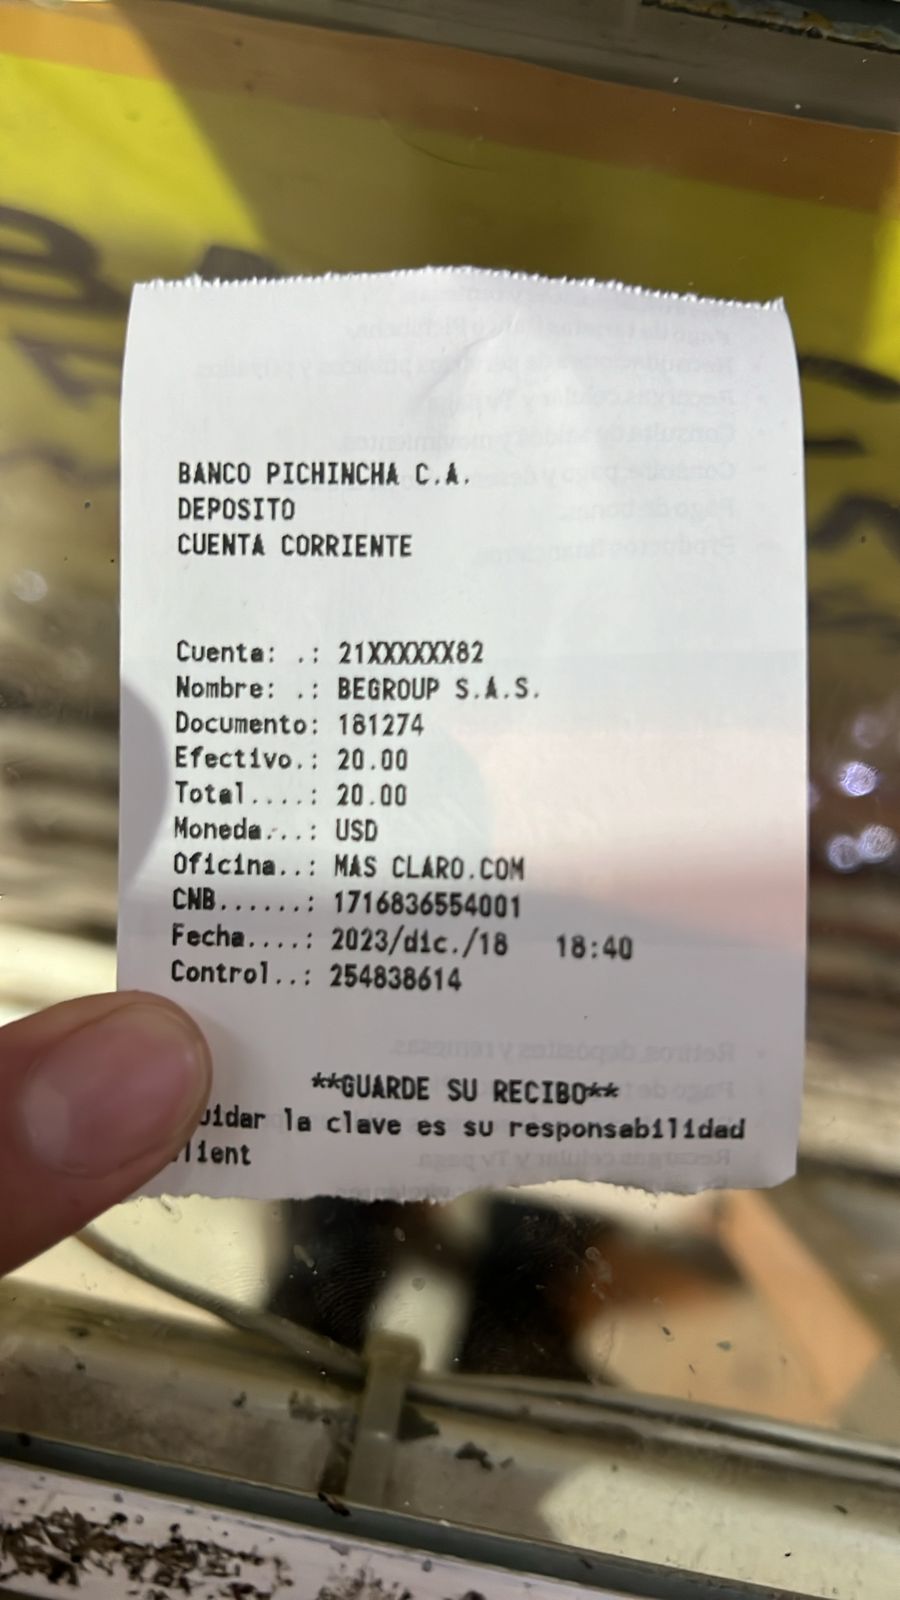 BANCO PICHINCHA C.A.
DEPOSITO
CUENTA CORRIENTE
Cuenta: .: 21XXXXXX82
Nombre: .: BEGROUP S.A.S.
Documento: 181274
Efectivo.: 20.00
Total....: 20.00
Moneda...: USD
Oficina..: MAS CLARO.COM
CNB......: 1716836554001
Fecha....: 2023/dic./18 18:40
Control..: 254838614
**GUARDE SU RECIBO**
uidar la clave es su responsabilidad
lient